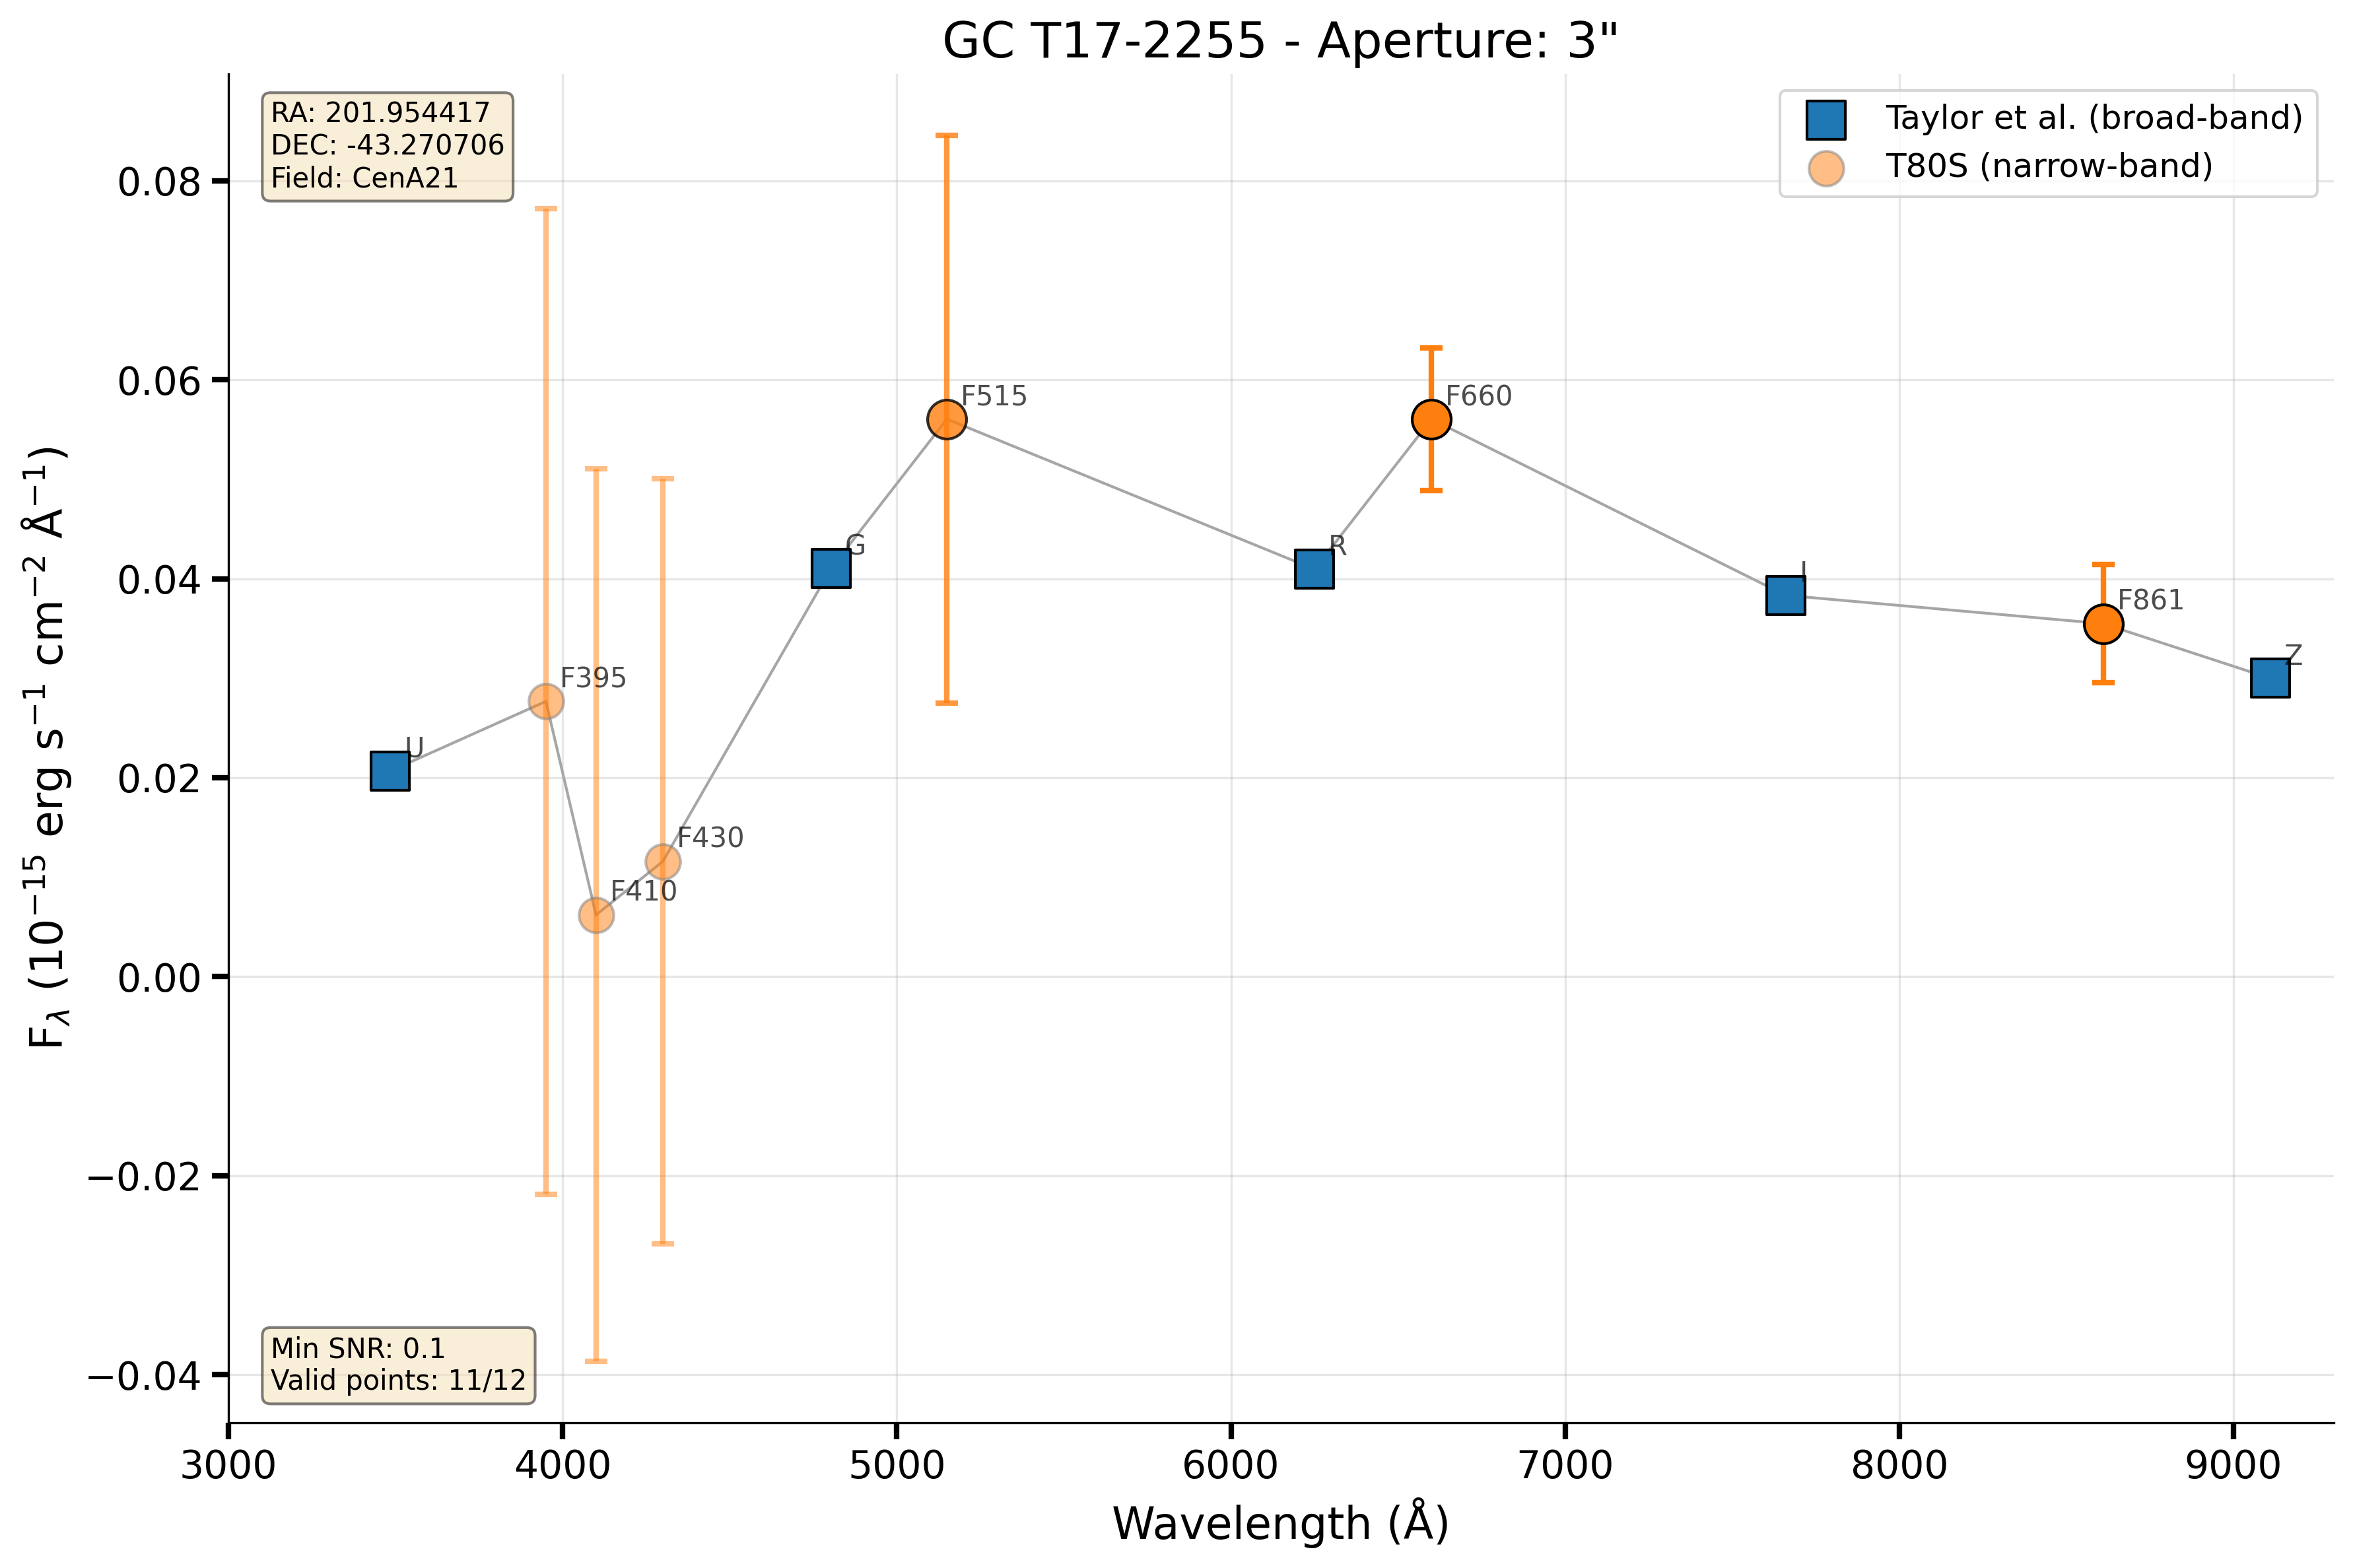 GC T17-2255 - Aperture: 3"
RA: 201.954417
DEC: -43.270706
Field: CenA21
Taylor et al. (broad-band)
T80S (narrow-band)
0.08
0.06
0.04
0.02
0.00
−0.02
−0.04
F$_λ$ (10$^{−15}$ erg s$^{−1}$ cm$^{−2}$ Å$^{−1}$)
F515
F660
G
R
I
F861
F395
Z
U
F430
F410
Min SNR: 0.1
Valid points: 11/12
3000 4000 5000 6000 7000 8000 9000
Wavelength (Å)